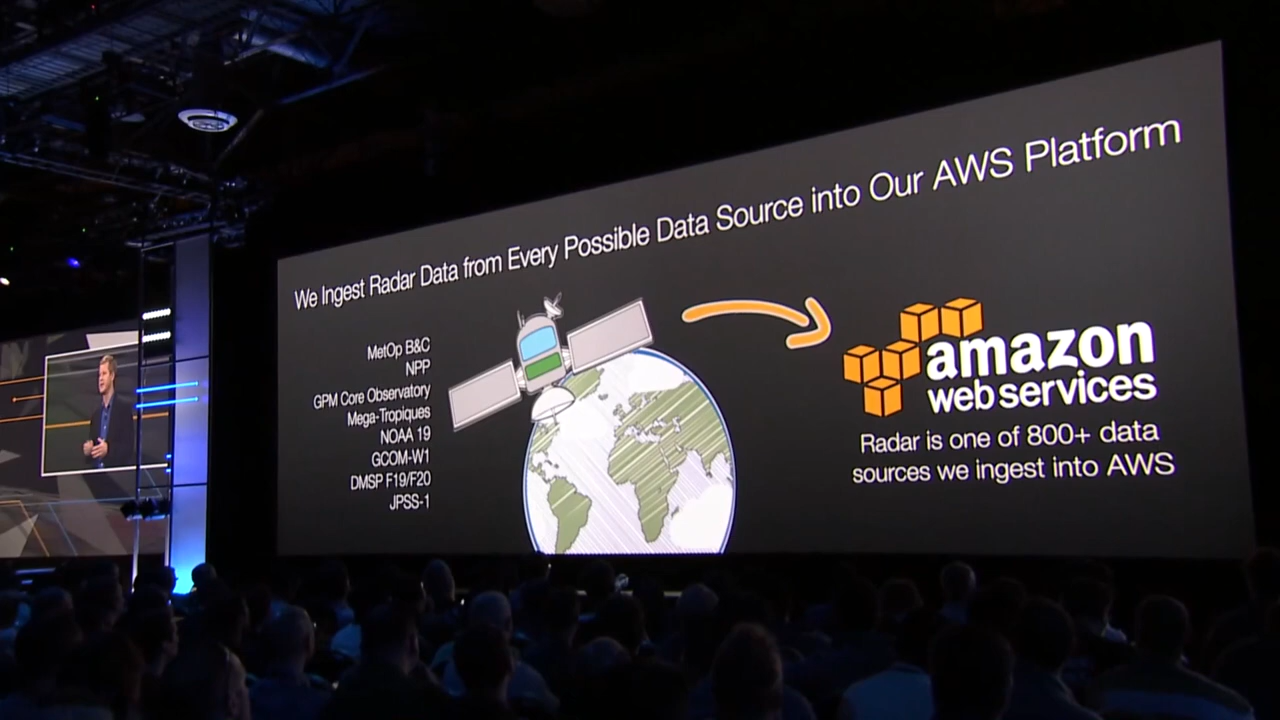 We Ingest Radar Data from Every Possible Data Source into Our AWS Platform
MetOp B&C
NPP
GPM Core Observatory
Mega-Tropiques
NOAA 19
GCOM-W1
DMSP F19/F20
JPSS-1
amazon
web services
Radar is one of 800+ data
sources we ingest into AWS